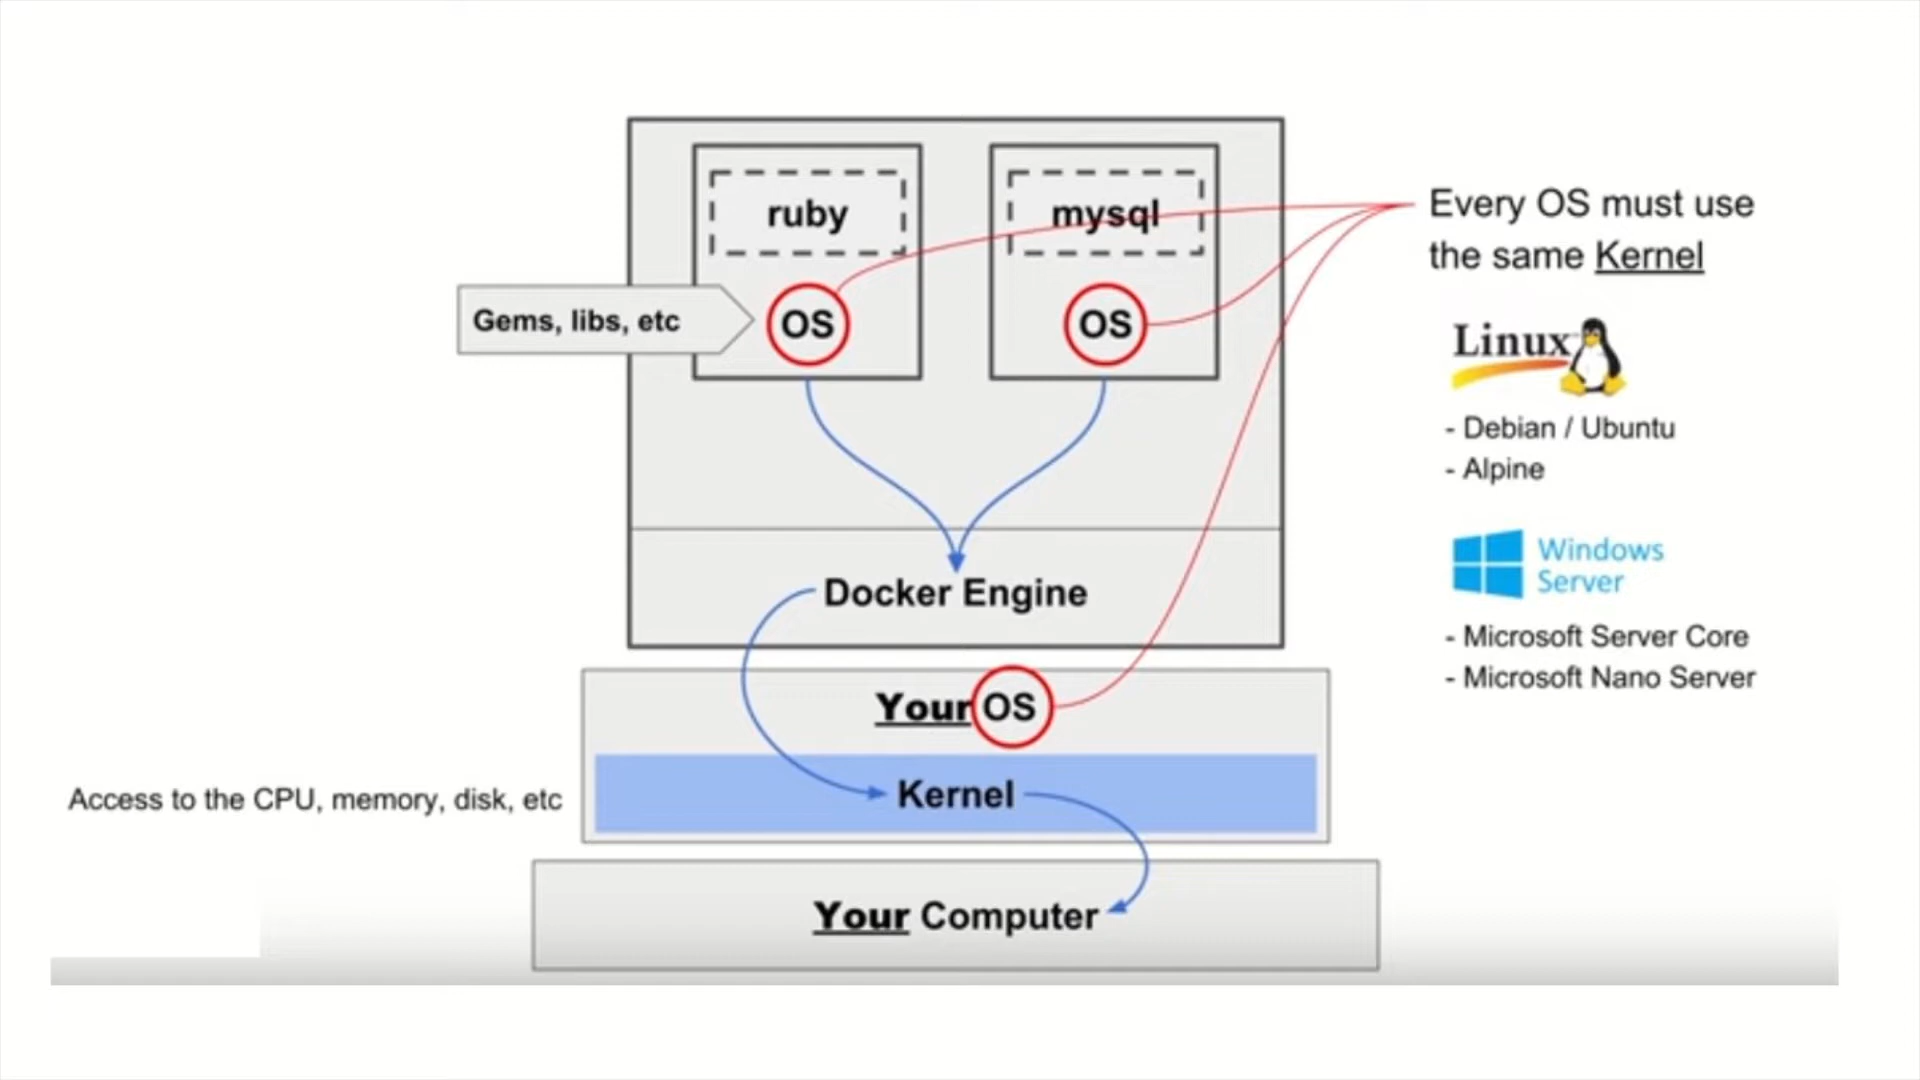 ruby
mysql
Every OS must use
the same Kernel
Gems, libs, etc
OS
OS
Linux
- Debian / Ubuntu
- Alpine
Windows
Server
Docker Engine
- Microsoft Server Core
- Microsoft Nano Server
Your OS
Kernel
Access to the CPU, memory, disk, etc
Your Computer